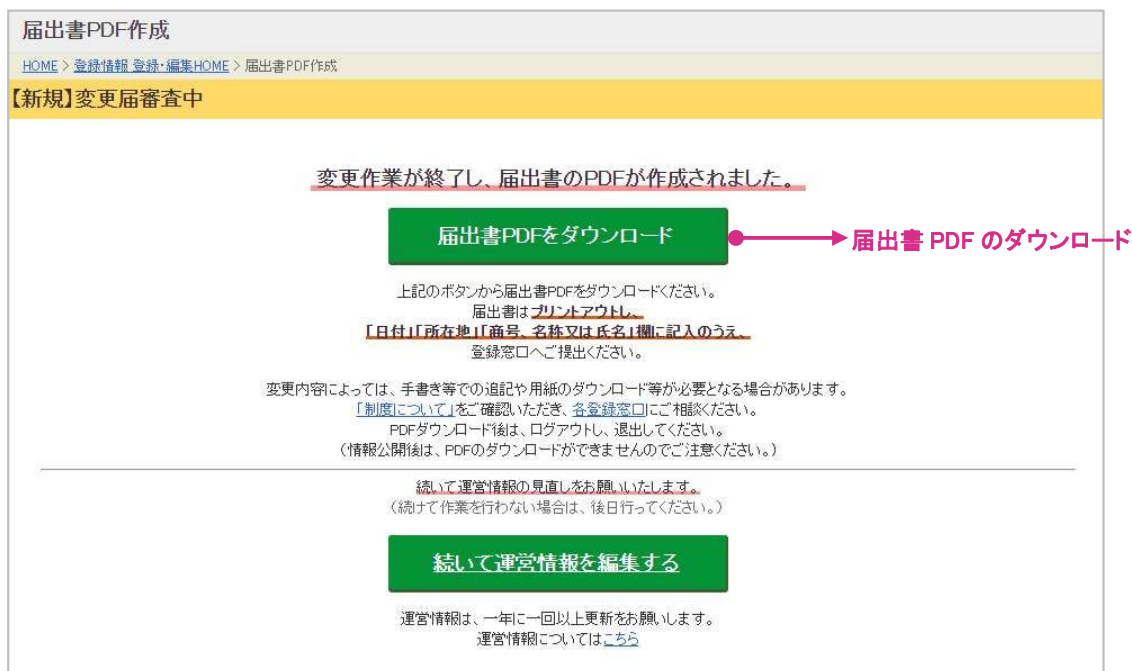 届出書PDF作成
HOME > 登録情報 登録・編集HOME > 届出書PDF作成
【新規】変更届審査中
変更作業が終了し、届出書のPDFが作成されました。
届出書PDFをダウンロード
届出書 PDF のダウンロード
上記のボタンから届出書PDFをダウンロードください。
届出書はプリントアウトし、
「日付」「所在地」「商号、名称又は氏名」欄に記入のうえ、
登録窓口へご提出ください。
変更内容によっては、手書き等での追記や用紙のダウンロード等が必要となる場合があります。
「制度について」をご確認いただき、各登録窓口にご相談ください。
PDFダウンロード後は、ログアウトし、退出してください。
（情報公開後は、PDFのダウンロードができませんのでご注意ください。）
続いて運営情報の見直しをお願いいたします。
（続けて作業を行わない場合は、後日行ってください。）
続いて運営情報を編集する
運営情報は、一年に一回以上更新をお願いします。
運営情報についてはこちら